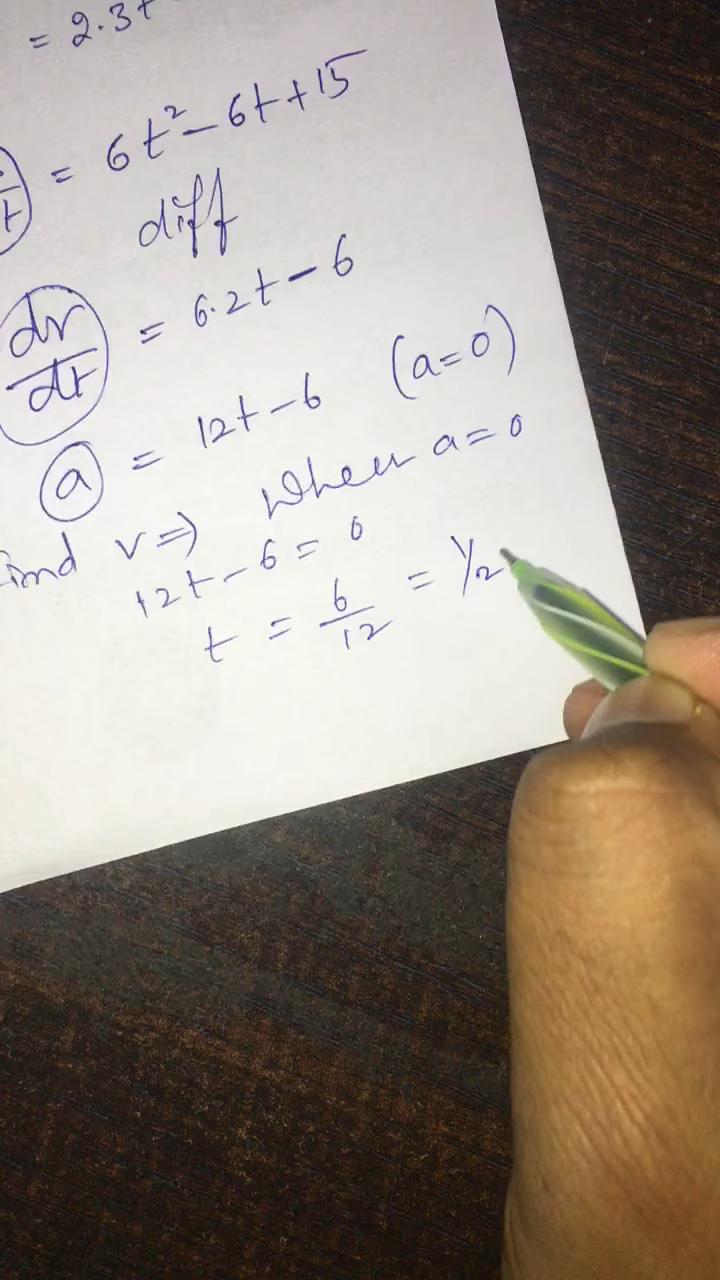 = 2.3t
= 6t² - 6t + 15
diff
dv/dt = 6.2t - 6
a = 12t - 6 (a=0)
find v ⇒ when a = 0
12t - 6 = 0
t = 6/12 = 1/2